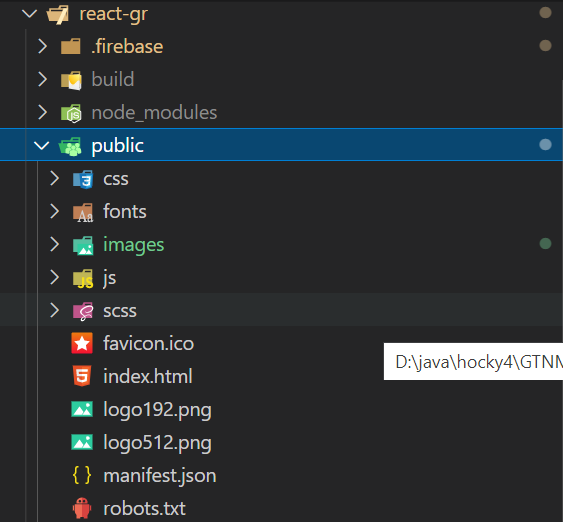 react-gr
.firebase
build
node_modules
public
css
fonts
images
js
scss
favicon.ico
D:\java\hocky4\GTNM
index.html
logo192.png
logo512.png
manifest.json
robots.txt